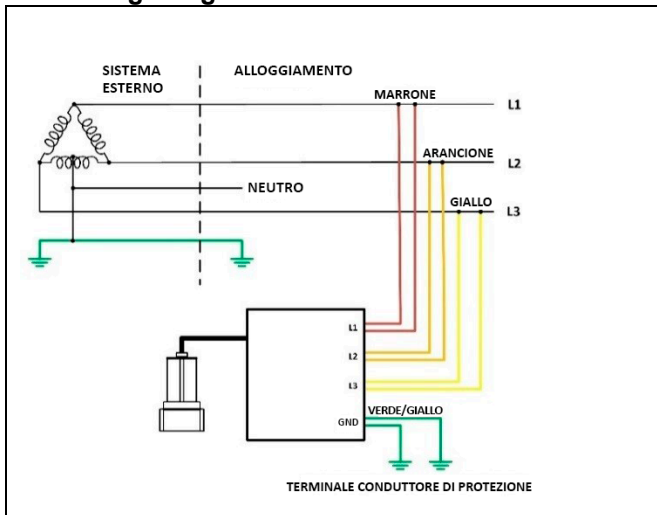 SISTEMA
ESTERNO
ALLOGGIAMENTO
MARRONE
L1
ARANCIONE
L2
NEUTRO
GIALLO
L3
L1
L2
L3
GND
VERDE/GIALLO
TERMINALE CONDUTTORE DI PROTEZIONE